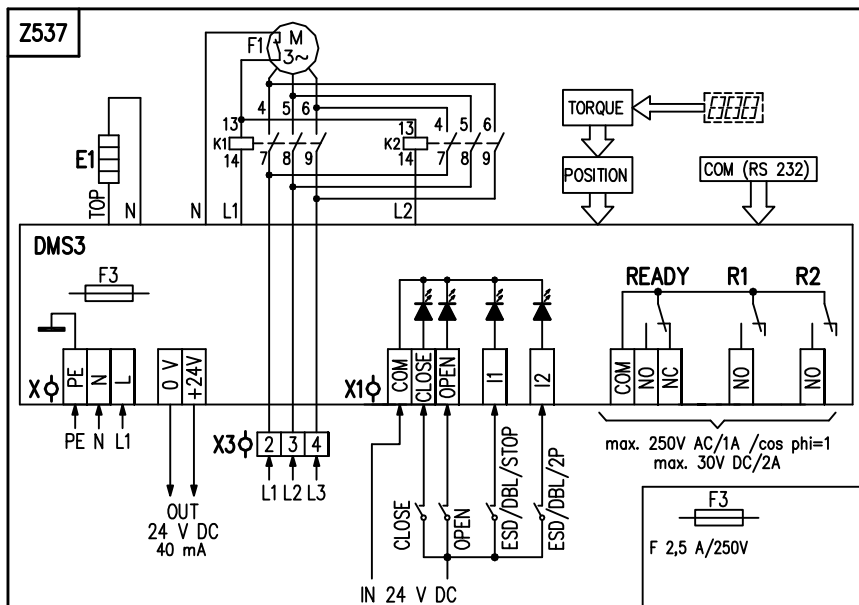 Z537
F1
M
3~
4 5 6
13
K1
14
7 8 9
4 5 6
13
K2
14
7 8 9
TORQUE
POSITION
COM (RS 232)
E1
TOP
N
N
L1
L2
DMS3
F3
READY
R1
R2
X
PE
N
L
0 V
+24V
X1
COM
CLOSE
OPEN
I1
I2
COM
NO
NC
NO
NO
PE N L1
X3
2 3 4
L1 L2 L3
OUT
24 V DC
40 mA
CLOSE
OPEN
ESD/DBL/STOP
ESD/DBL/2P
IN 24 V DC
max. 250V AC/1A /cos phi=1
max. 30V DC/2A
F3
F 2,5 A/250V